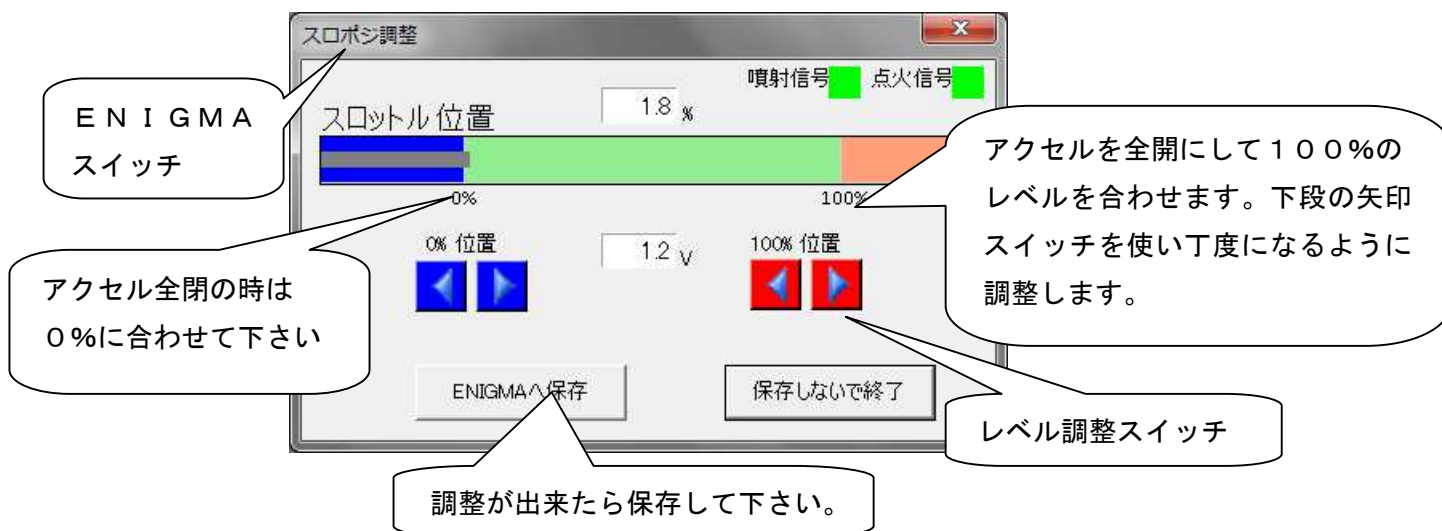 スロポジ調整
噴射信号 点火信号
ENIGMA
スイッチ
スロットル 位置
1.8 %
アクセルを全開にして100%の
レベルを合わせます。下段の矢印
スイッチを使い丁度になるように
調整します。
0%
100%
0% 位置
1.2 V
100% 位置
アクセル全閉の時は
0%に合わせて下さい
ENIGMAへ保存
保存しないで終了
レベル調整スイッチ
調整が出来たら保存して下さい。